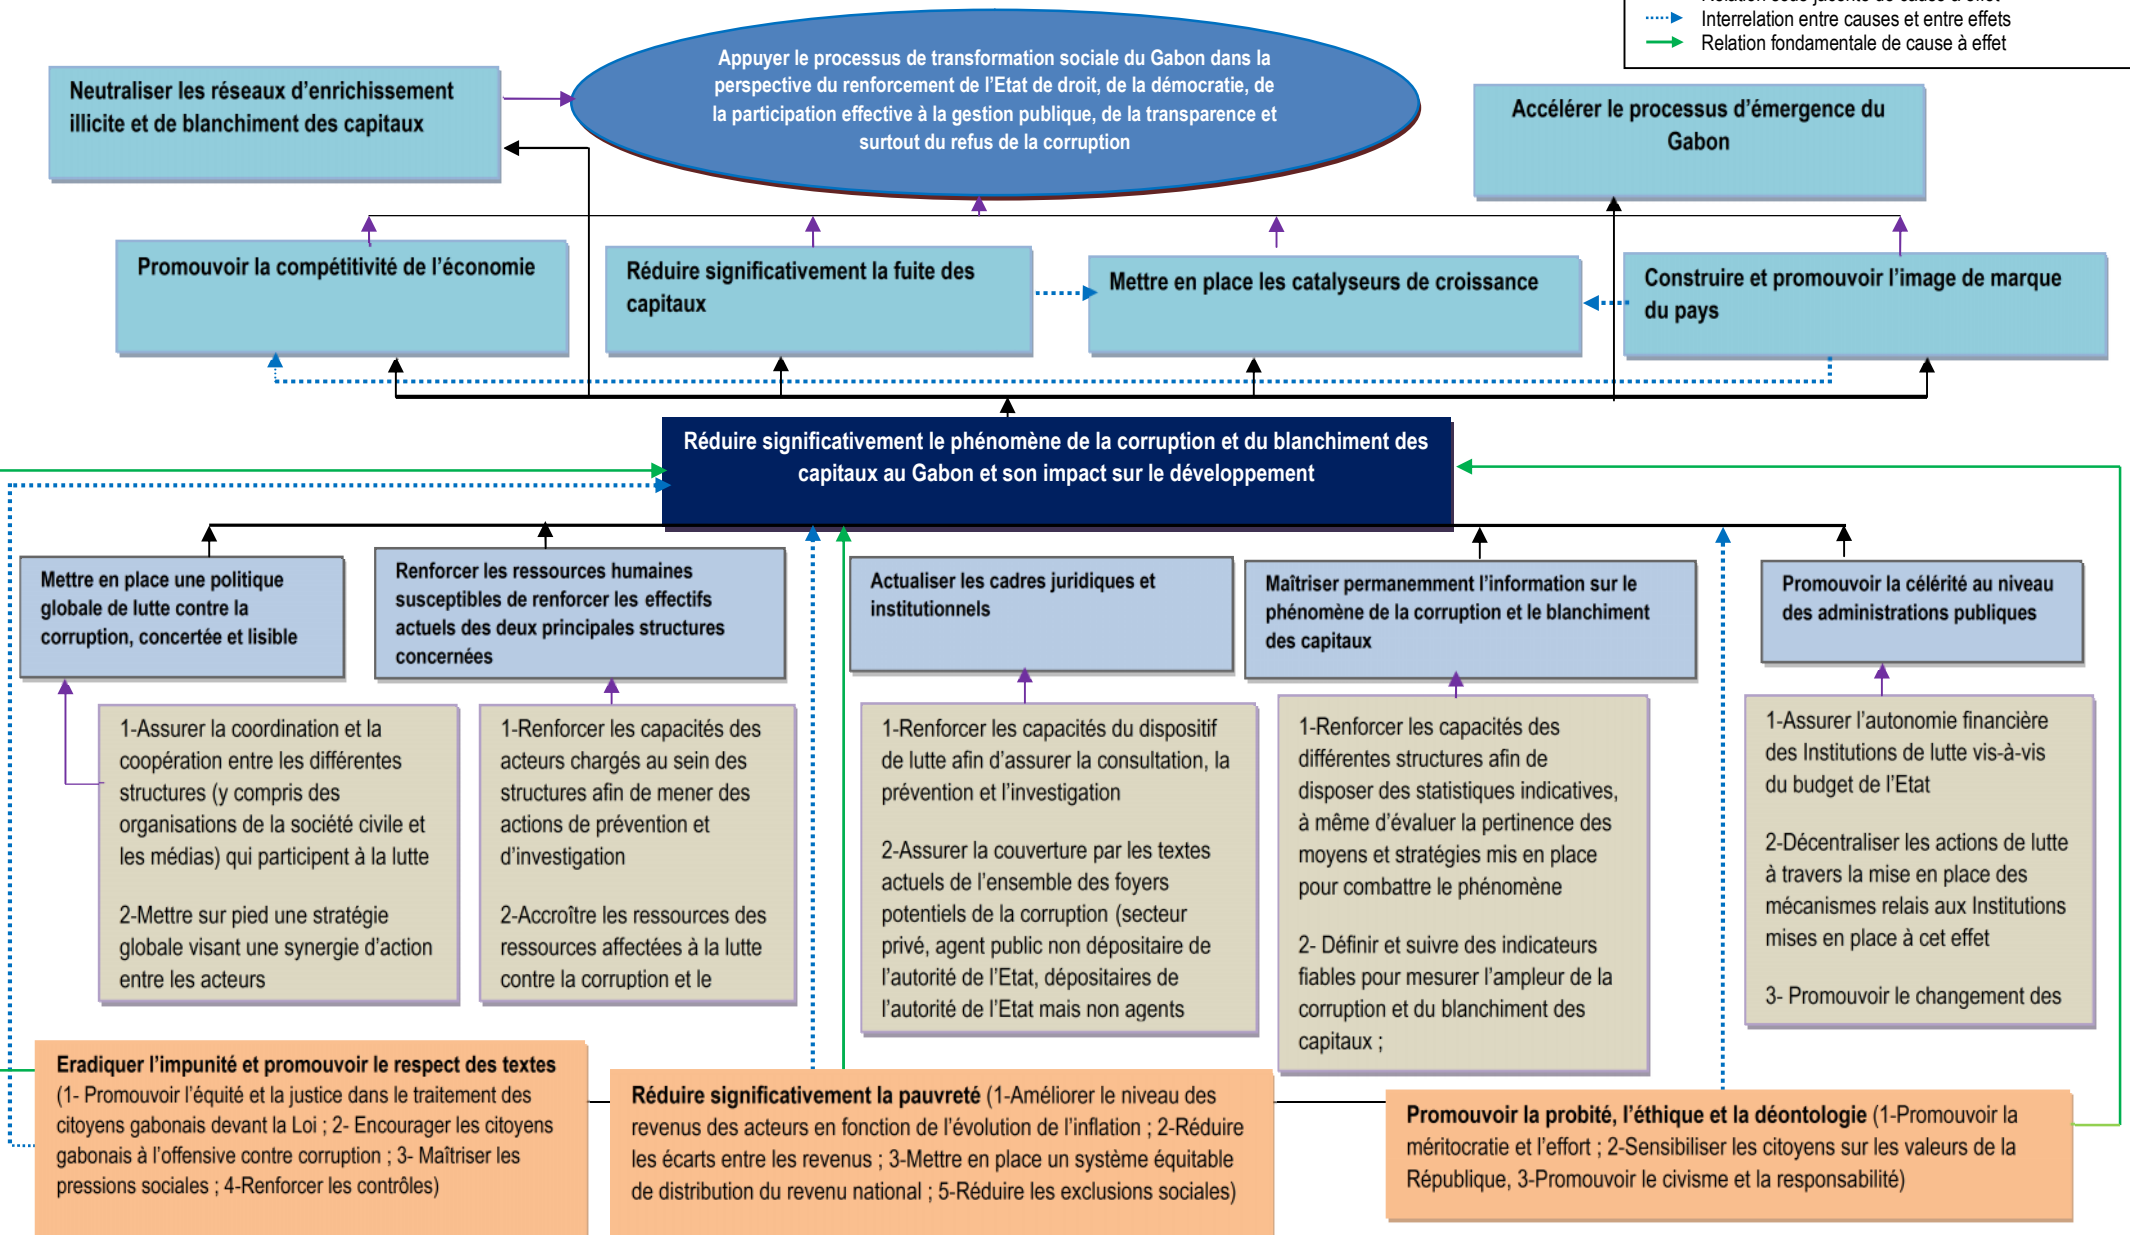 Interrelation entre causes et entre effets
Relation fondamentale de cause à effet
Appuyer le processus de transformation sociale du Gabon dans la
perspective du renforcement de l'Etat de droit, de la démocratie, de
la participation effective à la gestion publique, de la transparence et
surtout du refus de la corruption
Neutraliser les réseaux d'enrichissement
illicite et de blanchiment des capitaux
Accélérer le processus d'émergence du
Gabon
Promouvoir la compétitivité de l'économie
Réduire significativement la fuite des
capitaux
Mettre en place les catalyseurs de croissance
Construire et promouvoir l'image de marque
du pays
Réduire significativement le phénomène de la corruption et du blanchiment des
capitaux au Gabon et son impact sur le développement
Mettre en place une politique
globale de lutte contre la
corruption, concertée et lisible
Renforcer les ressources humaines
susceptibles de renforcer les effectifs
actuels des deux principales structures
concernées
Actualiser les cadres juridiques et
institutionnels
Maîtriser permanemment l'information sur le
phénomène de la corruption et le blanchiment
des capitaux
Promouvoir la célérité au niveau
des administrations publiques
1-Assurer la coordination et la
coopération entre les différentes
structures (y compris des
organisations de la société civile et
les médias) qui participent à la lutte
2-Mettre sur pied une stratégie
globale visant une synergie d'action
entre les acteurs
1-Renforcer les capacités des
acteurs chargés au sein des
structures afin de mener des
actions de prévention et
d'investigation
2-Accroître les ressources des
ressources affectées à la lutte
contre la corruption et le
1-Renforcer les capacités du dispositif
de lutte afin d'assurer la consultation, la
prévention et l'investigation
2-Assurer la couverture par les textes
actuels de l'ensemble des foyers
potentiels de la corruption (secteur
privé, agent public non dépositaire de
l'autorité de l'Etat, dépositaires de
l'autorité de l'Etat mais non agents
1-Renforcer les capacités des
différentes structures afin de
disposer des statistiques indicatives,
à même d'évaluer la pertinence des
moyens et stratégies mis en place
pour combattre le phénomène
2- Définir et suivre des indicateurs
fiables pour mesurer l'ampleur de la
corruption et du blanchiment des
capitaux ;
1-Assurer l'autonomie financière
des Institutions de lutte vis-à-vis
du budget de l'Etat
2-Décentraliser les actions de lutte
à travers la mise en place des
mécanismes relais aux Institutions
mises en place à cet effet
3- Promouvoir le changement des
Eradiquer l'impunité et promouvoir le respect des textes
(1- Promouvoir l'équité et la justice dans le traitement des
citoyens gabonais devant la Loi ; 2- Encourager les citoyens
gabonais à l'offensive contre corruption ; 3- Maîtriser les
pressions sociales ; 4-Renforcer les contrôles)
Réduire significativement la pauvreté (1-Améliorer le niveau des
revenus des acteurs en fonction de l'évolution de l'inflation ; 2-Réduire
les écarts entre les revenus ; 3-Mettre en place un système équitable
de distribution du revenu national ; 5-Réduire les exclusions sociales)
Promouvoir la probité, l'éthique et la déontologie (1-Promouvoir la
méritocratie et l'effort ; 2-Sensibiliser les citoyens sur les valeurs de la
République, 3-Promouvoir le civisme et la responsabilité)